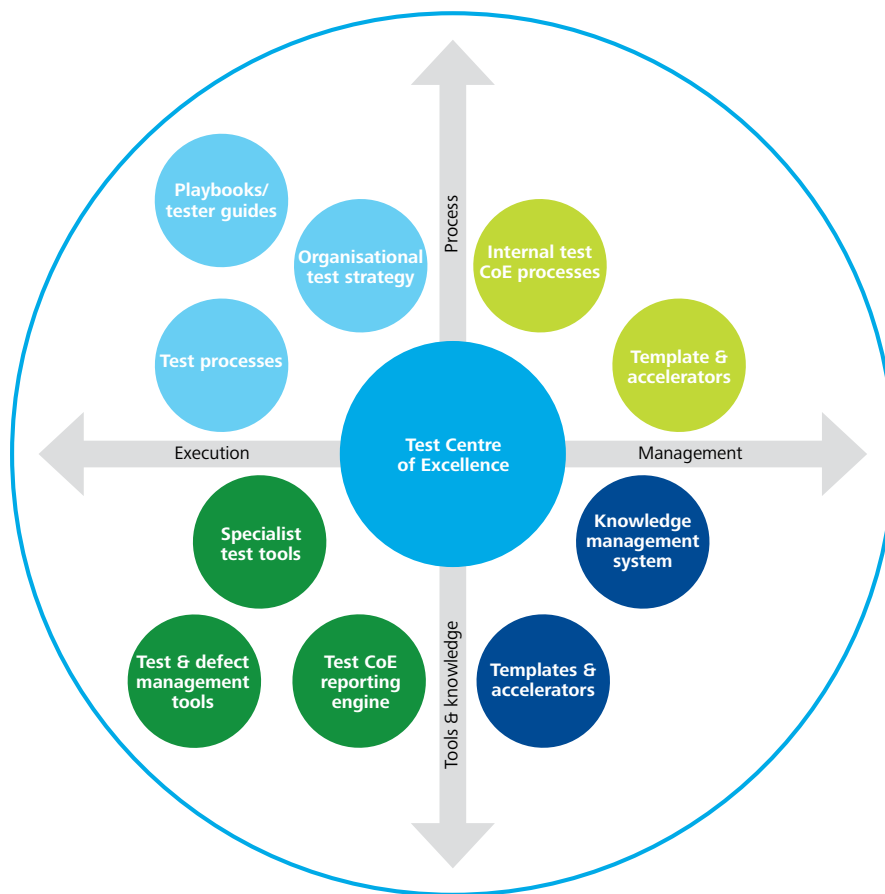 Playbooks/
tester guides
Organisational
test strategy
Process
Internal test
CoE processes
Test processes
Template &
accelerators
Execution
Test Centre
of Excellence
Management
Specialist
test tools
Knowledge
management
system
Test & defect
management
tools
Test CoE
reporting
engine
Tools & knowledge
Templates &
accelerators